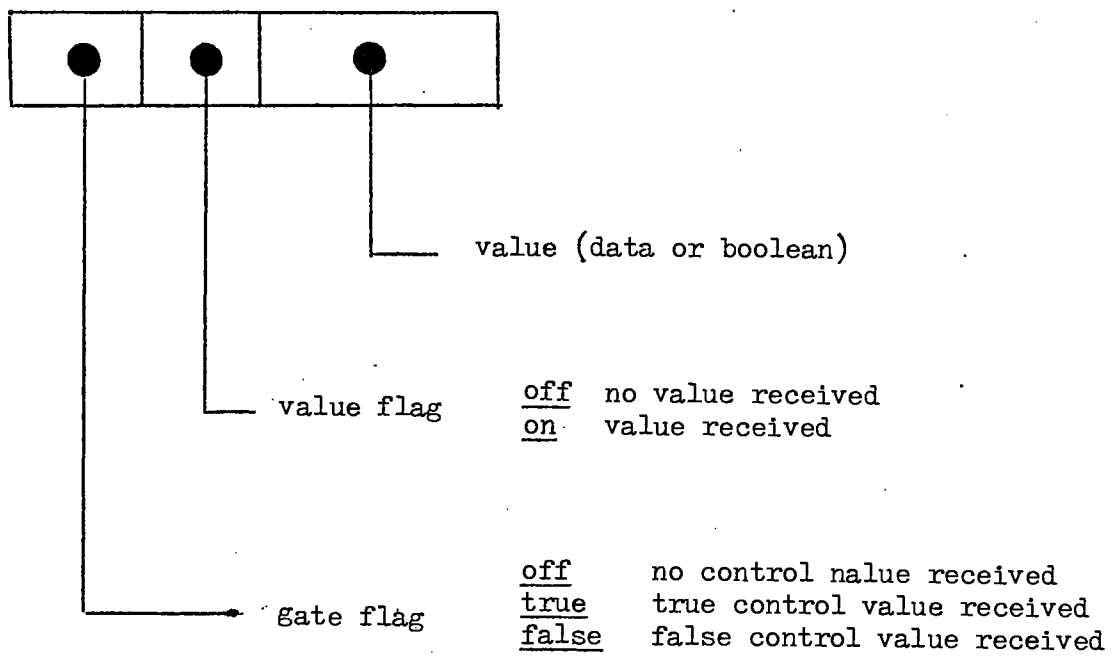 value (data or boolean)
value flag off no value received
on value received
gate flag off no control nalue received
true true control value received
false false control value received